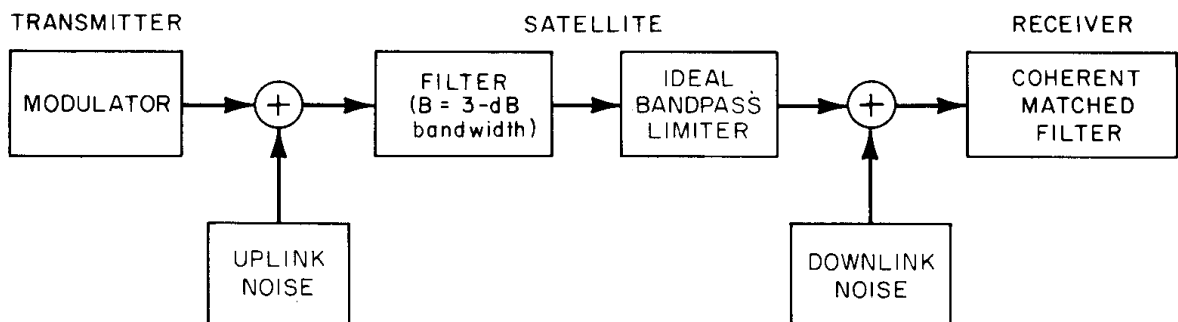 TRANSMITTER
SATELLITE
RECEIVER
MODULATOR
+
FILTER
(B = 3-dB
bandwidth)
IDEAL
BANDPASS
LIMITER
+
COHERENT
MATCHED
FILTER
UPLINK
NOISE
DOWNLINK
NOISE